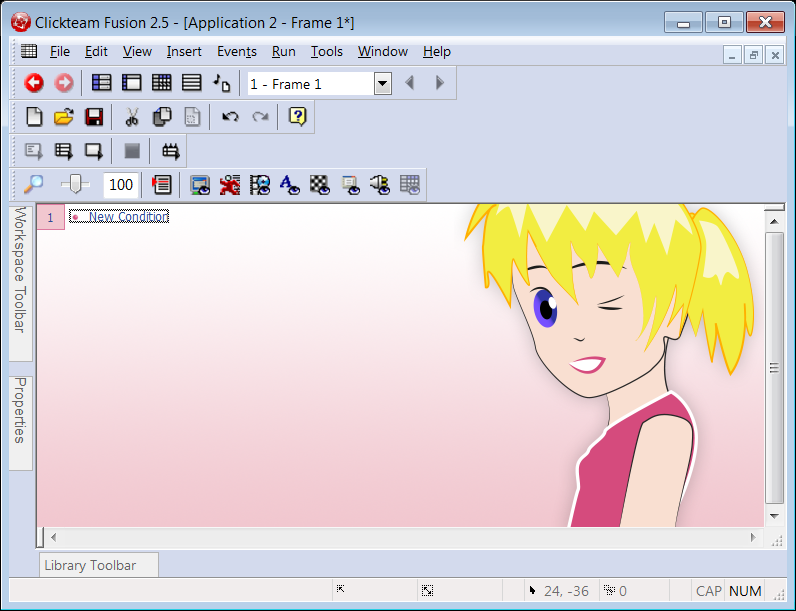 Clickteam Fusion 2.5 - [Application 2 - Frame 1*]
File Edit View Insert Events Run Tools Window Help
1 - Frame 1
100
1 New Condition
Workspace Toolbar
Properties
Library Toolbar
24, -36 0 CAP NUM